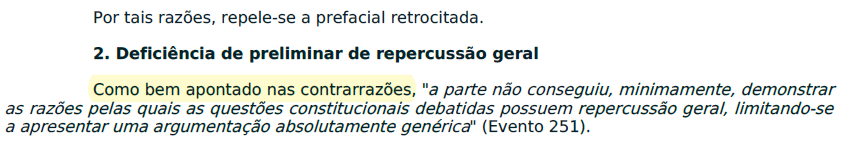 Por tais razões, repele-se a prefacial retrocitada.
2. Deficiência de preliminar de repercussão geral
Como bem apontado nas contrarrazões, "a parte não conseguiu, minimamente, demonstrar
as razões pelas quais as questões constitucionais debatidas possuem repercussão geral, limitando-se
a apresentar uma argumentação absolutamente genérica" (Evento 251).